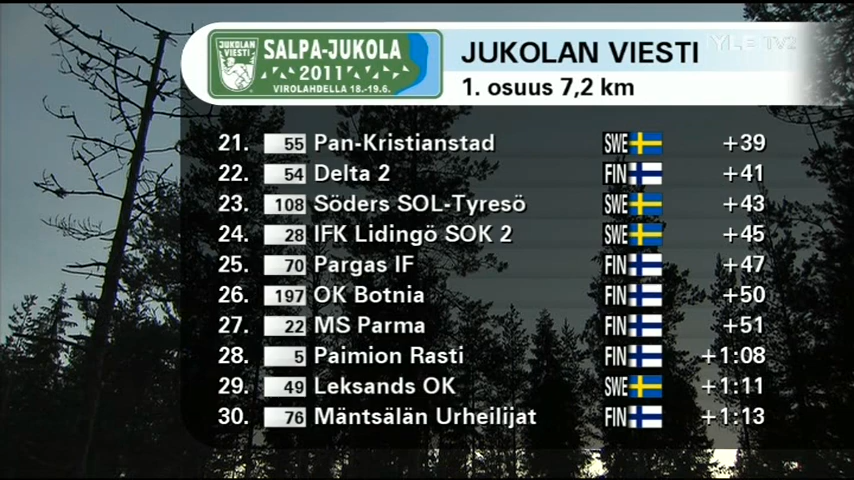 JUKOLAN VIESTI
SALPA-JUKOLA
2011
VIROLAHDELLA 18.-19.6.
JUKOLAN VIESTI
YLE TV2
1. osuus 7,2 km
21. 55 Pan-Kristianstad SWE +39
22. 54 Delta 2 FIN +41
23. 108 Söders SOL-Tyresö SWE +43
24. 28 IFK Lidingö SOK 2 SWE +45
25. 70 Pargas IF FIN +47
26. 197 OK Botnia FIN +50
27. 22 MS Parma FIN +51
28. 5 Paimion Rasti FIN +1:08
29. 49 Leksands OK SWE +1:11
30. 76 Mäntsälän Urheilijat FIN +1:13